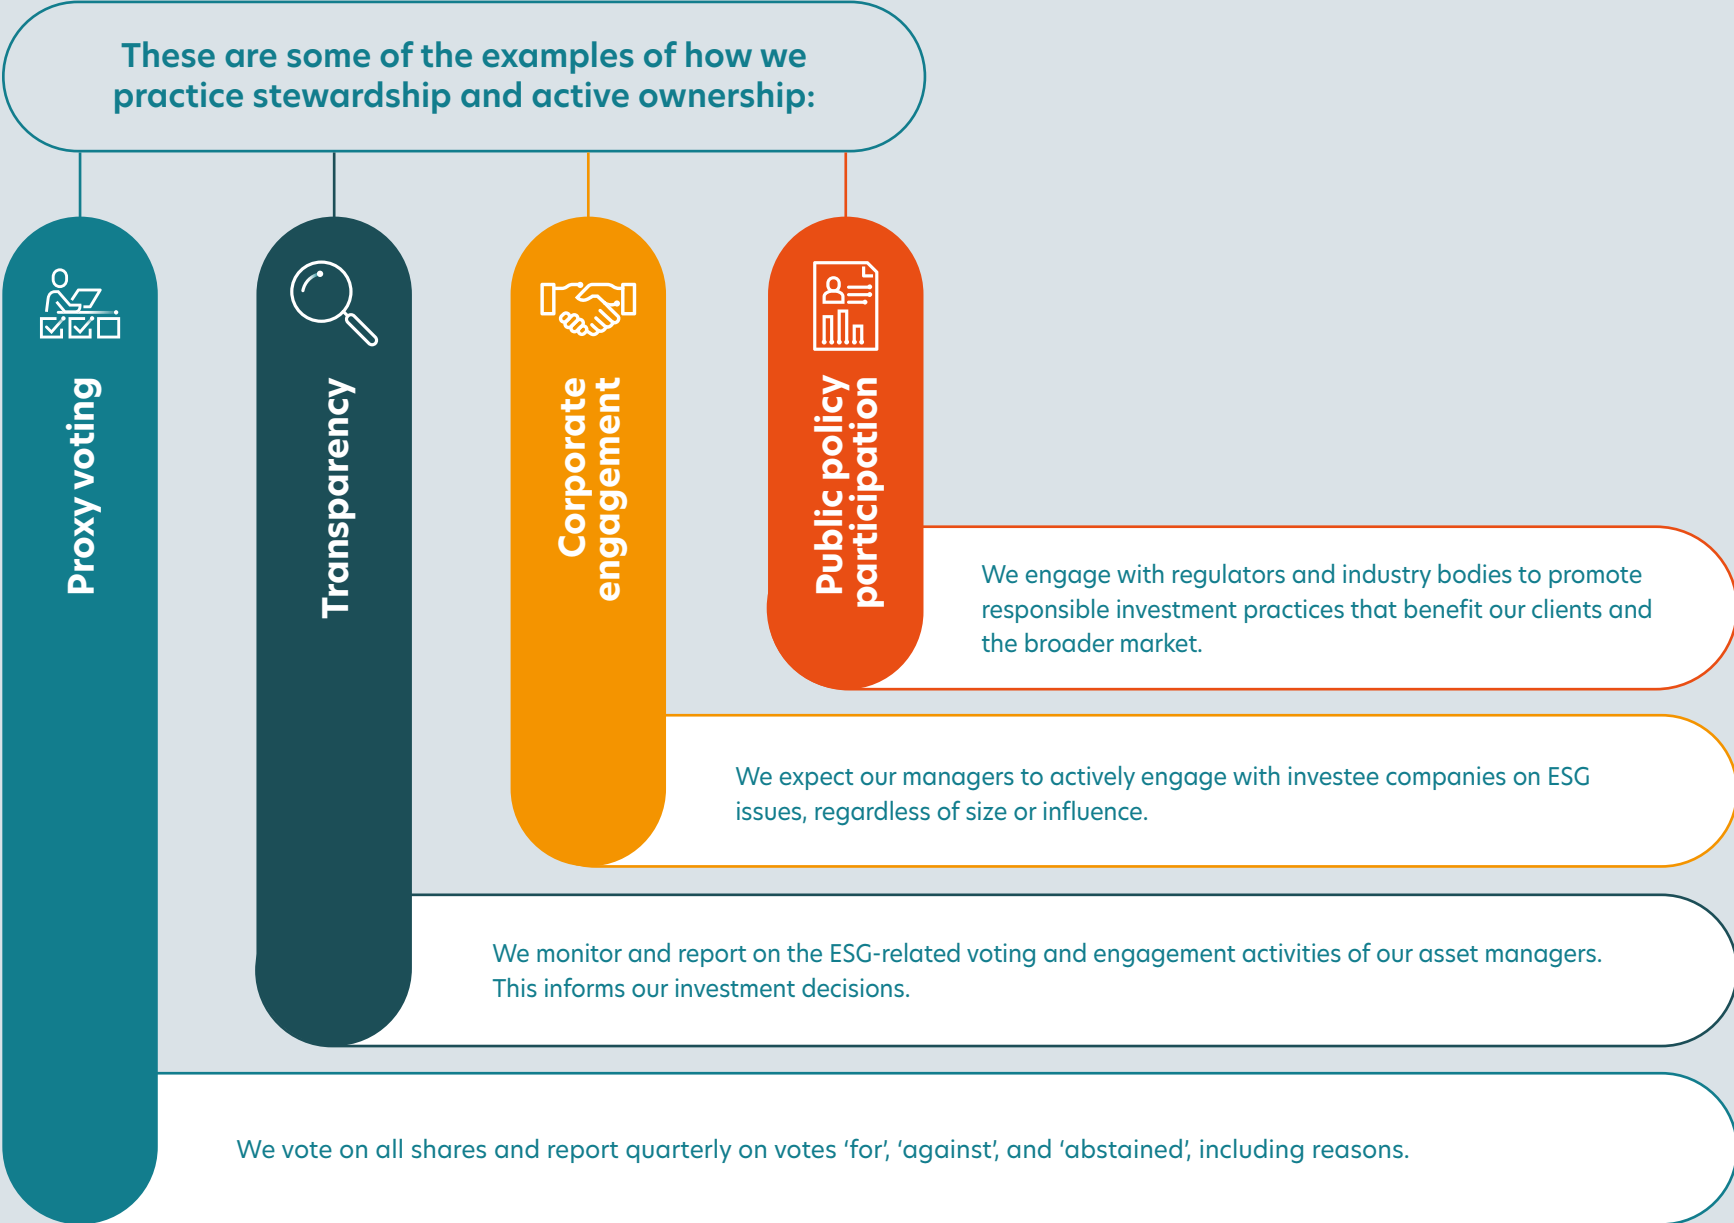 These are some of the examples of how we
practice stewardship and active ownership:
Proxy voting
Transparency
Corporate
engagement
Public policy
participation
We engage with regulators and industry bodies to promote
responsible investment practices that benefit our clients and
the broader market.
We expect our managers to actively engage with investee companies on ESG
issues, regardless of size or influence.
We monitor and report on the ESG-related voting and engagement activities of our asset managers.
This informs our investment decisions.
We vote on all shares and report quarterly on votes ‘for’, ‘against’, and ‘abstained’, including reasons.